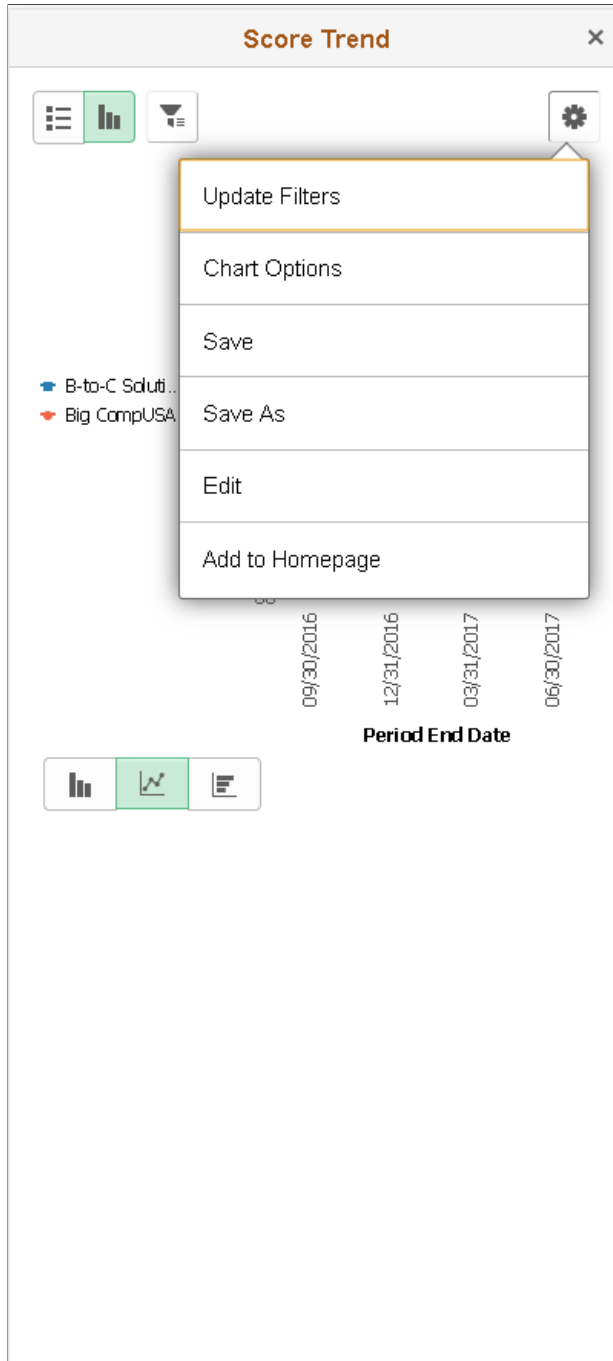 Score Trend
Update Filters
Chart Options
Save
B-to-C Soluti..
Big CompUSA
Save As
Edit
Add to Homepage
09/30/2016
12/31/2016
03/31/2017
06/30/2017
Period End Date